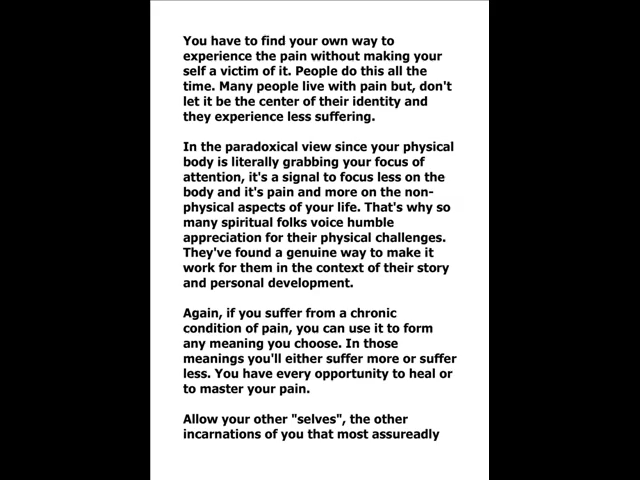 You have to find your own way to
experience the pain without making your
self a victim of it. People do this all the
time. Many people live with pain but, don't
let it be the center of their identity and
they experience less suffering.
In the paradoxical view since your physical
body is literally grabbing your focus of
attention, it's a signal to focus less on the
body and it's pain and more on the non-
physical aspects of your life. That's why so
many spiritual folks voice humble
appreciation for their physical challenges.
They've found a genuine way to make it
work for them in the context of their story
and personal development.
Again, if you suffer from a chronic
condition of pain, you can use it to form
any meaning you choose. In those
meanings you'll either suffer more or suffer
less. You have every opportunity to heal or
to master your pain.
Allow your other "selves", the other
incarnations of you that most assureadly